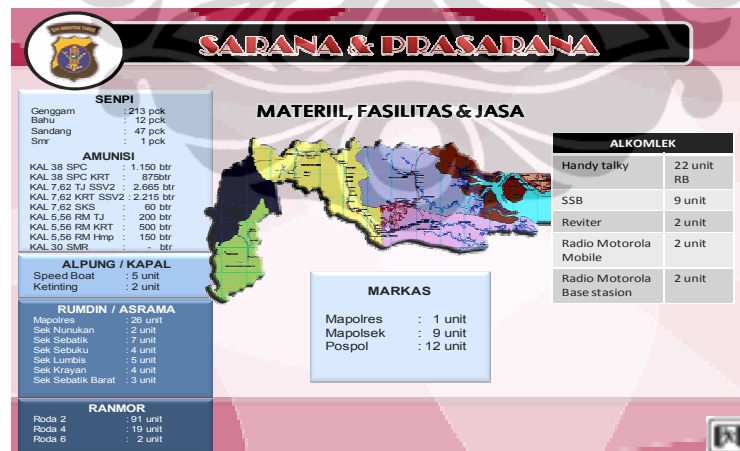 KALIMANTAN TIMUR
SARANA & PRASARANA
MATERIIL, FASILITAS & JASA
SENPI
Genggam : 213 pck
Bahu : 12 pck
Sandang : 47 pck
Smr : 1 pck
AMUNISI
KAL 38 SPC : 1.150 btr
KAL 38 SPC KRT : 875btr
KAL 7,62 TJ SSV2 : 2.665 btr
KAL 7,62 KRT SSV2 : 2.215 btr
KAL 7,62 SKS : 60 btr
KAL 5,56 RM TJ : 200 btr
KAL 5,56 RM KRT : 500 btr
KAL 5,56 RM Hmp : 150 btr
KAL 30 SMR : - btr
ALPUNG / KAPAL
Speed Boat : 5 unit
Ketinting : 2 unit
RUMDIN / ASRAMA
Mapolres : 26 unit
Sek Nunukan : 2 unit
Sek Sebatik : 7 unit
Sek Sebuku : 4 unit
Sek Lumbis : 5 unit
Sek Krayan : 4 unit
Sek Sebatik Barat : 3 unit
RANMOR
Roda 2 : 91 unit
Roda 4 : 19 unit
Roda 6 : 2 unit
MARKAS
Mapolres : 1 unit
Mapolsek : 9 unit
Pospol : 12 unit
ALKOMLEK
Handy talky 22 unit
RB
SSB 9 unit
Reviter 2 unit
Radio Motorola 2 unit
Mobile
Radio Motorola 2 unit
Base stasion